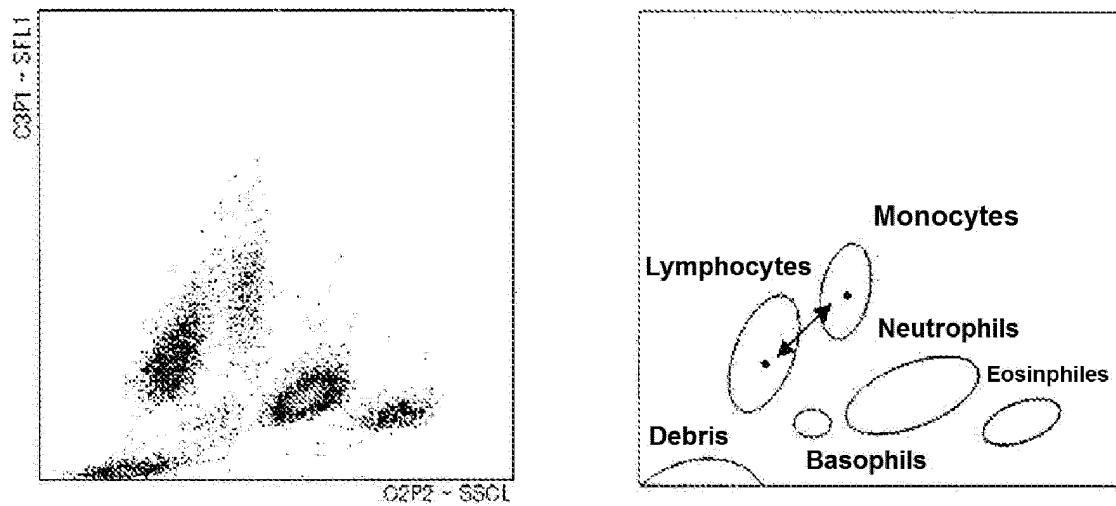 C3P1 - SFL1
C2P2 - SSCL
Monocytes
Lymphocytes
Neutrophils
Eosinphiles
Debris
Basophils